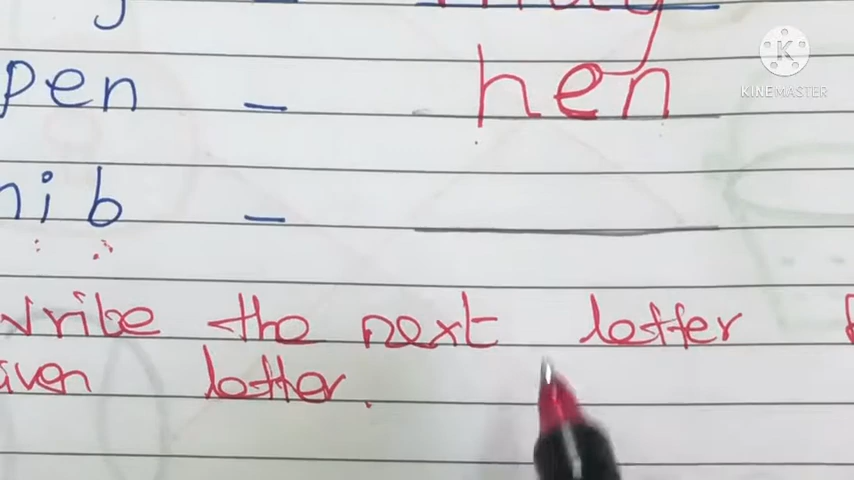 pen - hen
K
KINEMASTER
nib -
write the next letter
given letter.